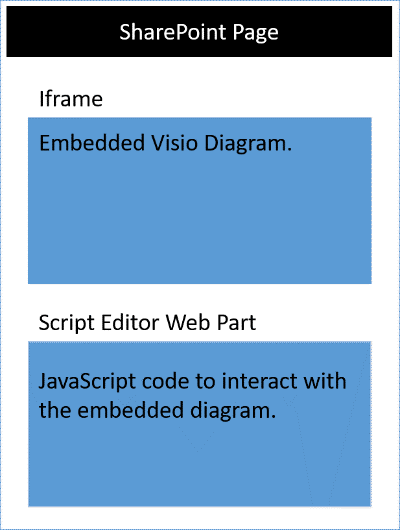 SharePoint Page
Iframe
Embedded Visio Diagram.
Script Editor Web Part
JavaScript code to interact with
the embedded diagram.